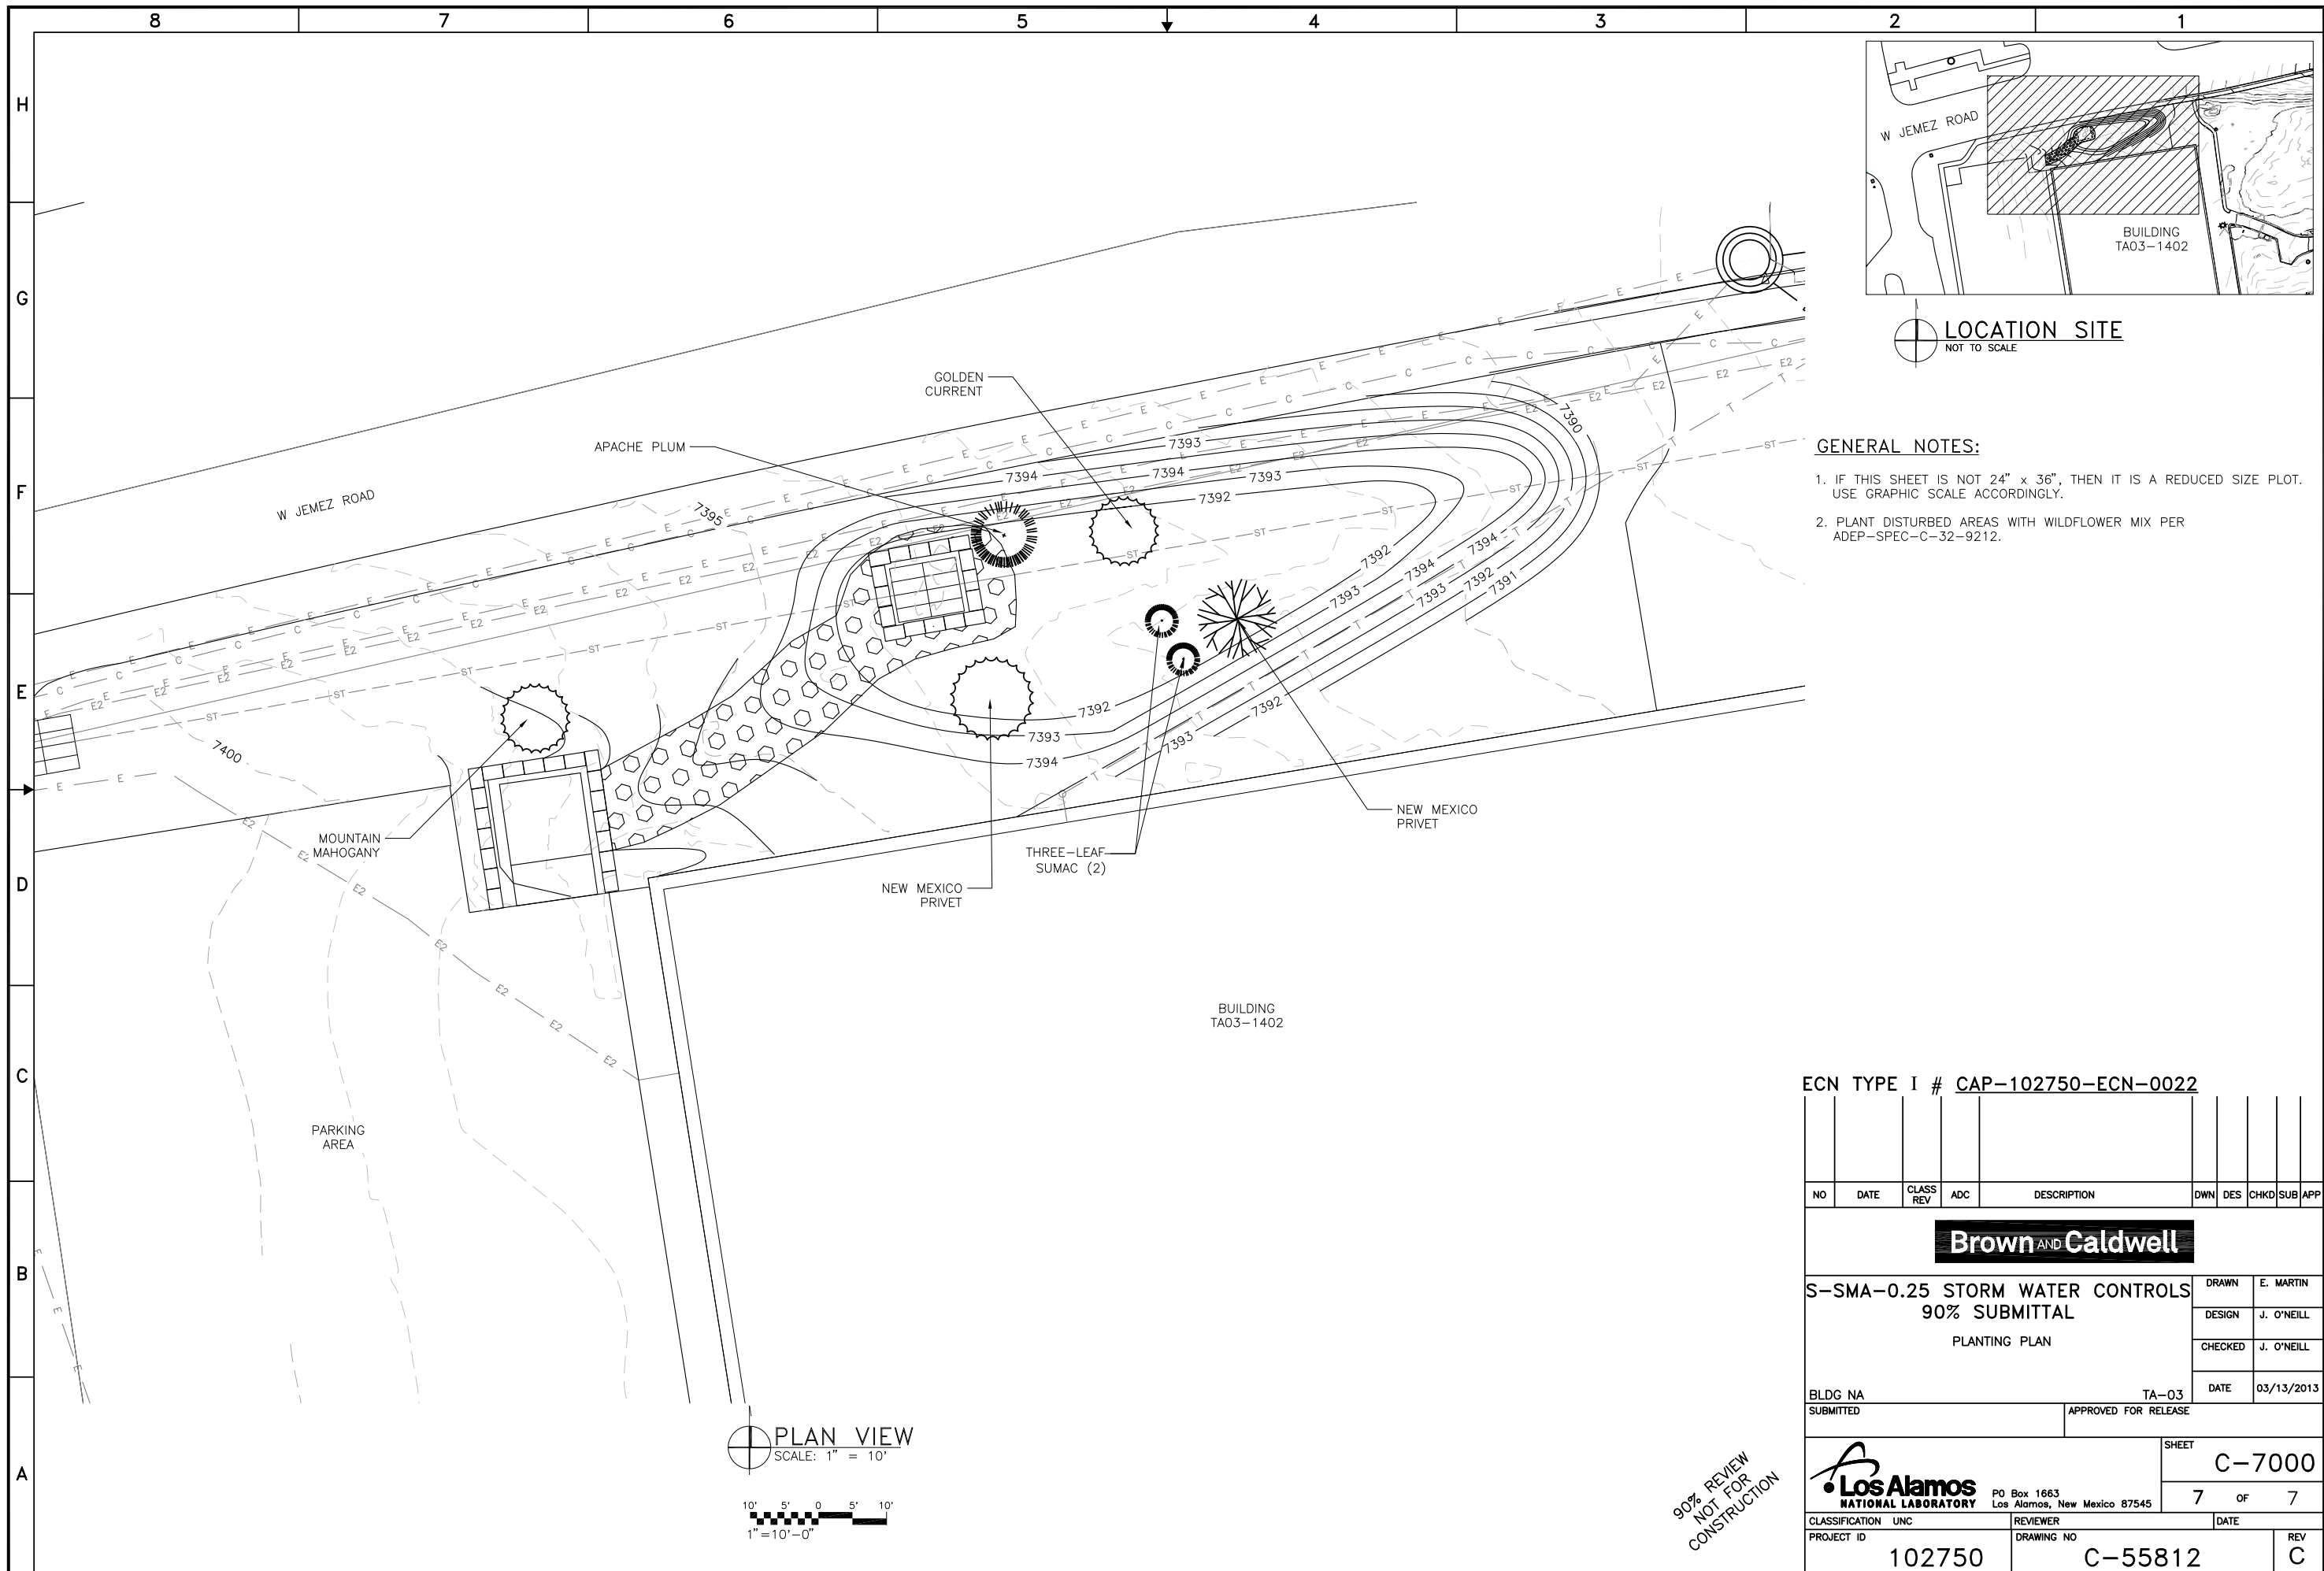 8 7 6 5 4 3 2 1
H
G
F
E
D
C
B
A
W JEMEZ ROAD
BUILDING
TA03-1402
LOCATION SITE
NOT TO SCALE
GENERAL NOTES:
1. IF THIS SHEET IS NOT 24" x 36", THEN IT IS A REDUCED SIZE PLOT.
USE GRAPHIC SCALE ACCORDINGLY.
2. PLANT DISTURBED AREAS WITH WILDFLOWER MIX PER
ADEP-SPEC-C-32-9212.
GOLDEN
CURRENT
APACHE PLUM
W JEMEZ ROAD
7395
7394
7393
7394
7393
7392
7390
7392
7394
7394
7393
7393
7392
7391
7392
7393
7394
7392
7393
7400
MOUNTAIN
MAHOGANY
NEW MEXICO
PRIVET
THREE-LEAF
SUMAC (2)
NEW MEXICO
PRIVET
BUILDING
TA03-1402
PARKING
AREA
PLAN VIEW
SCALE: 1" = 10'
10' 5' 0 5' 10'
1"=10'-0"
90% REVIEW
NOT FOR
CONSTRUCTION
ECN TYPE I # CAP-102750-ECN-0022
NO DATE CLASS REV ADC DESCRIPTION DWN DES CHKD SUB APP
Brown AND Caldwell
S-SMA-0.25 STORM WATER CONTROLS
90% SUBMITTAL
PLANTING PLAN
BLDG NA TA-03
DRAWN E. MARTIN
DESIGN J. O'NEILL
CHECKED J. O'NEILL
DATE 03/13/2013
SUBMITTED APPROVED FOR RELEASE
Los Alamos
NATIONAL LABORATORY
PO Box 1663
Los Alamos, New Mexico 87545
SHEET
C-7000
7 OF 7
CLASSIFICATION UNC REVIEWER DATE
PROJECT ID DRAWING NO REV
102750 C-55812 C